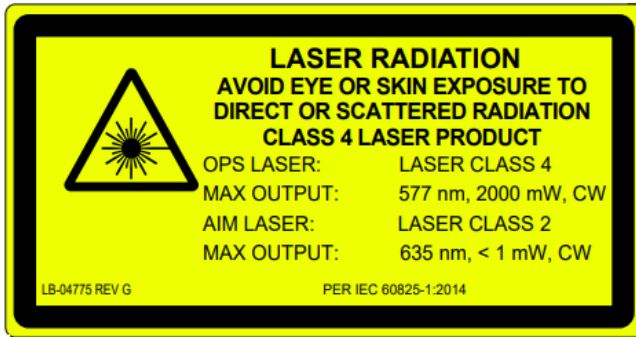 LASER RADIATION
AVOID EYE OR SKIN EXPOSURE TO
DIRECT OR SCATTERED RADIATION
CLASS 4 LASER PRODUCT
OPS LASER: LASER CLASS 4
MAX OUTPUT: 577 nm, 2000 mW, CW
AIM LASER: LASER CLASS 2
MAX OUTPUT: 635 nm, < 1 mW, CW
LB-04775 REV G PER IEC 60825-1:2014